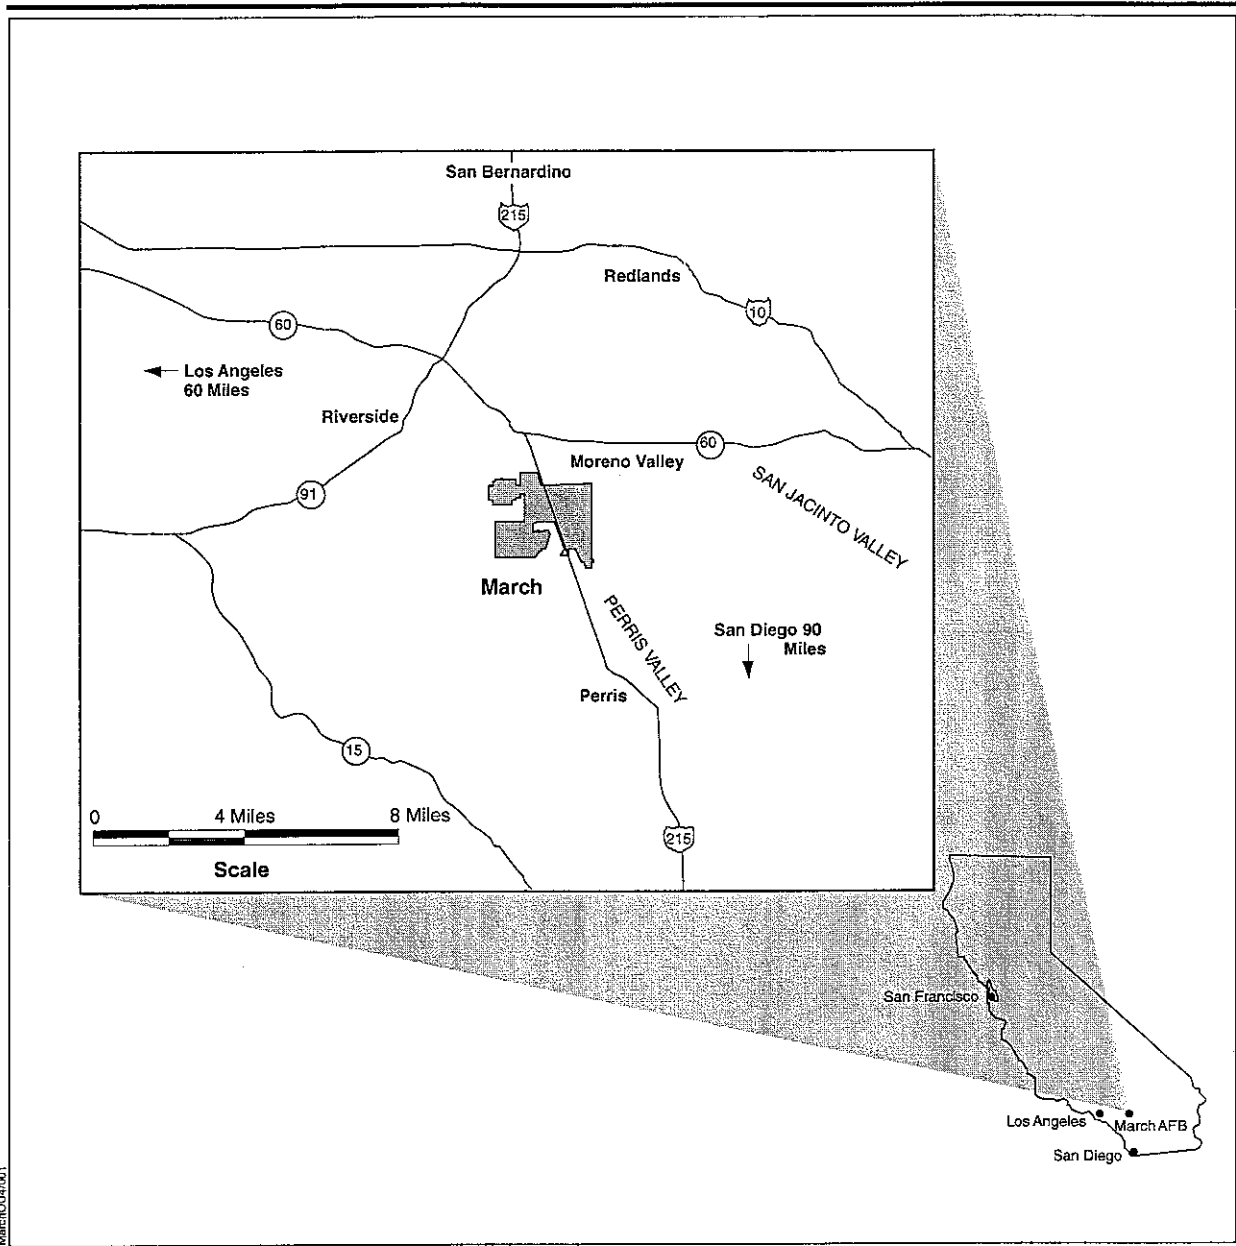 San Bernardino
215
Redlands
10
60
Los Angeles
60 Miles
Riverside
60
Moreno Valley
SAN JACINTO VALLEY
91
March
PERRIS VALLEY
San Diego 90
Miles
Perris
15
0 4 Miles 8 Miles
215
Scale
San Francisco
Los Angeles
March AFB
San Diego